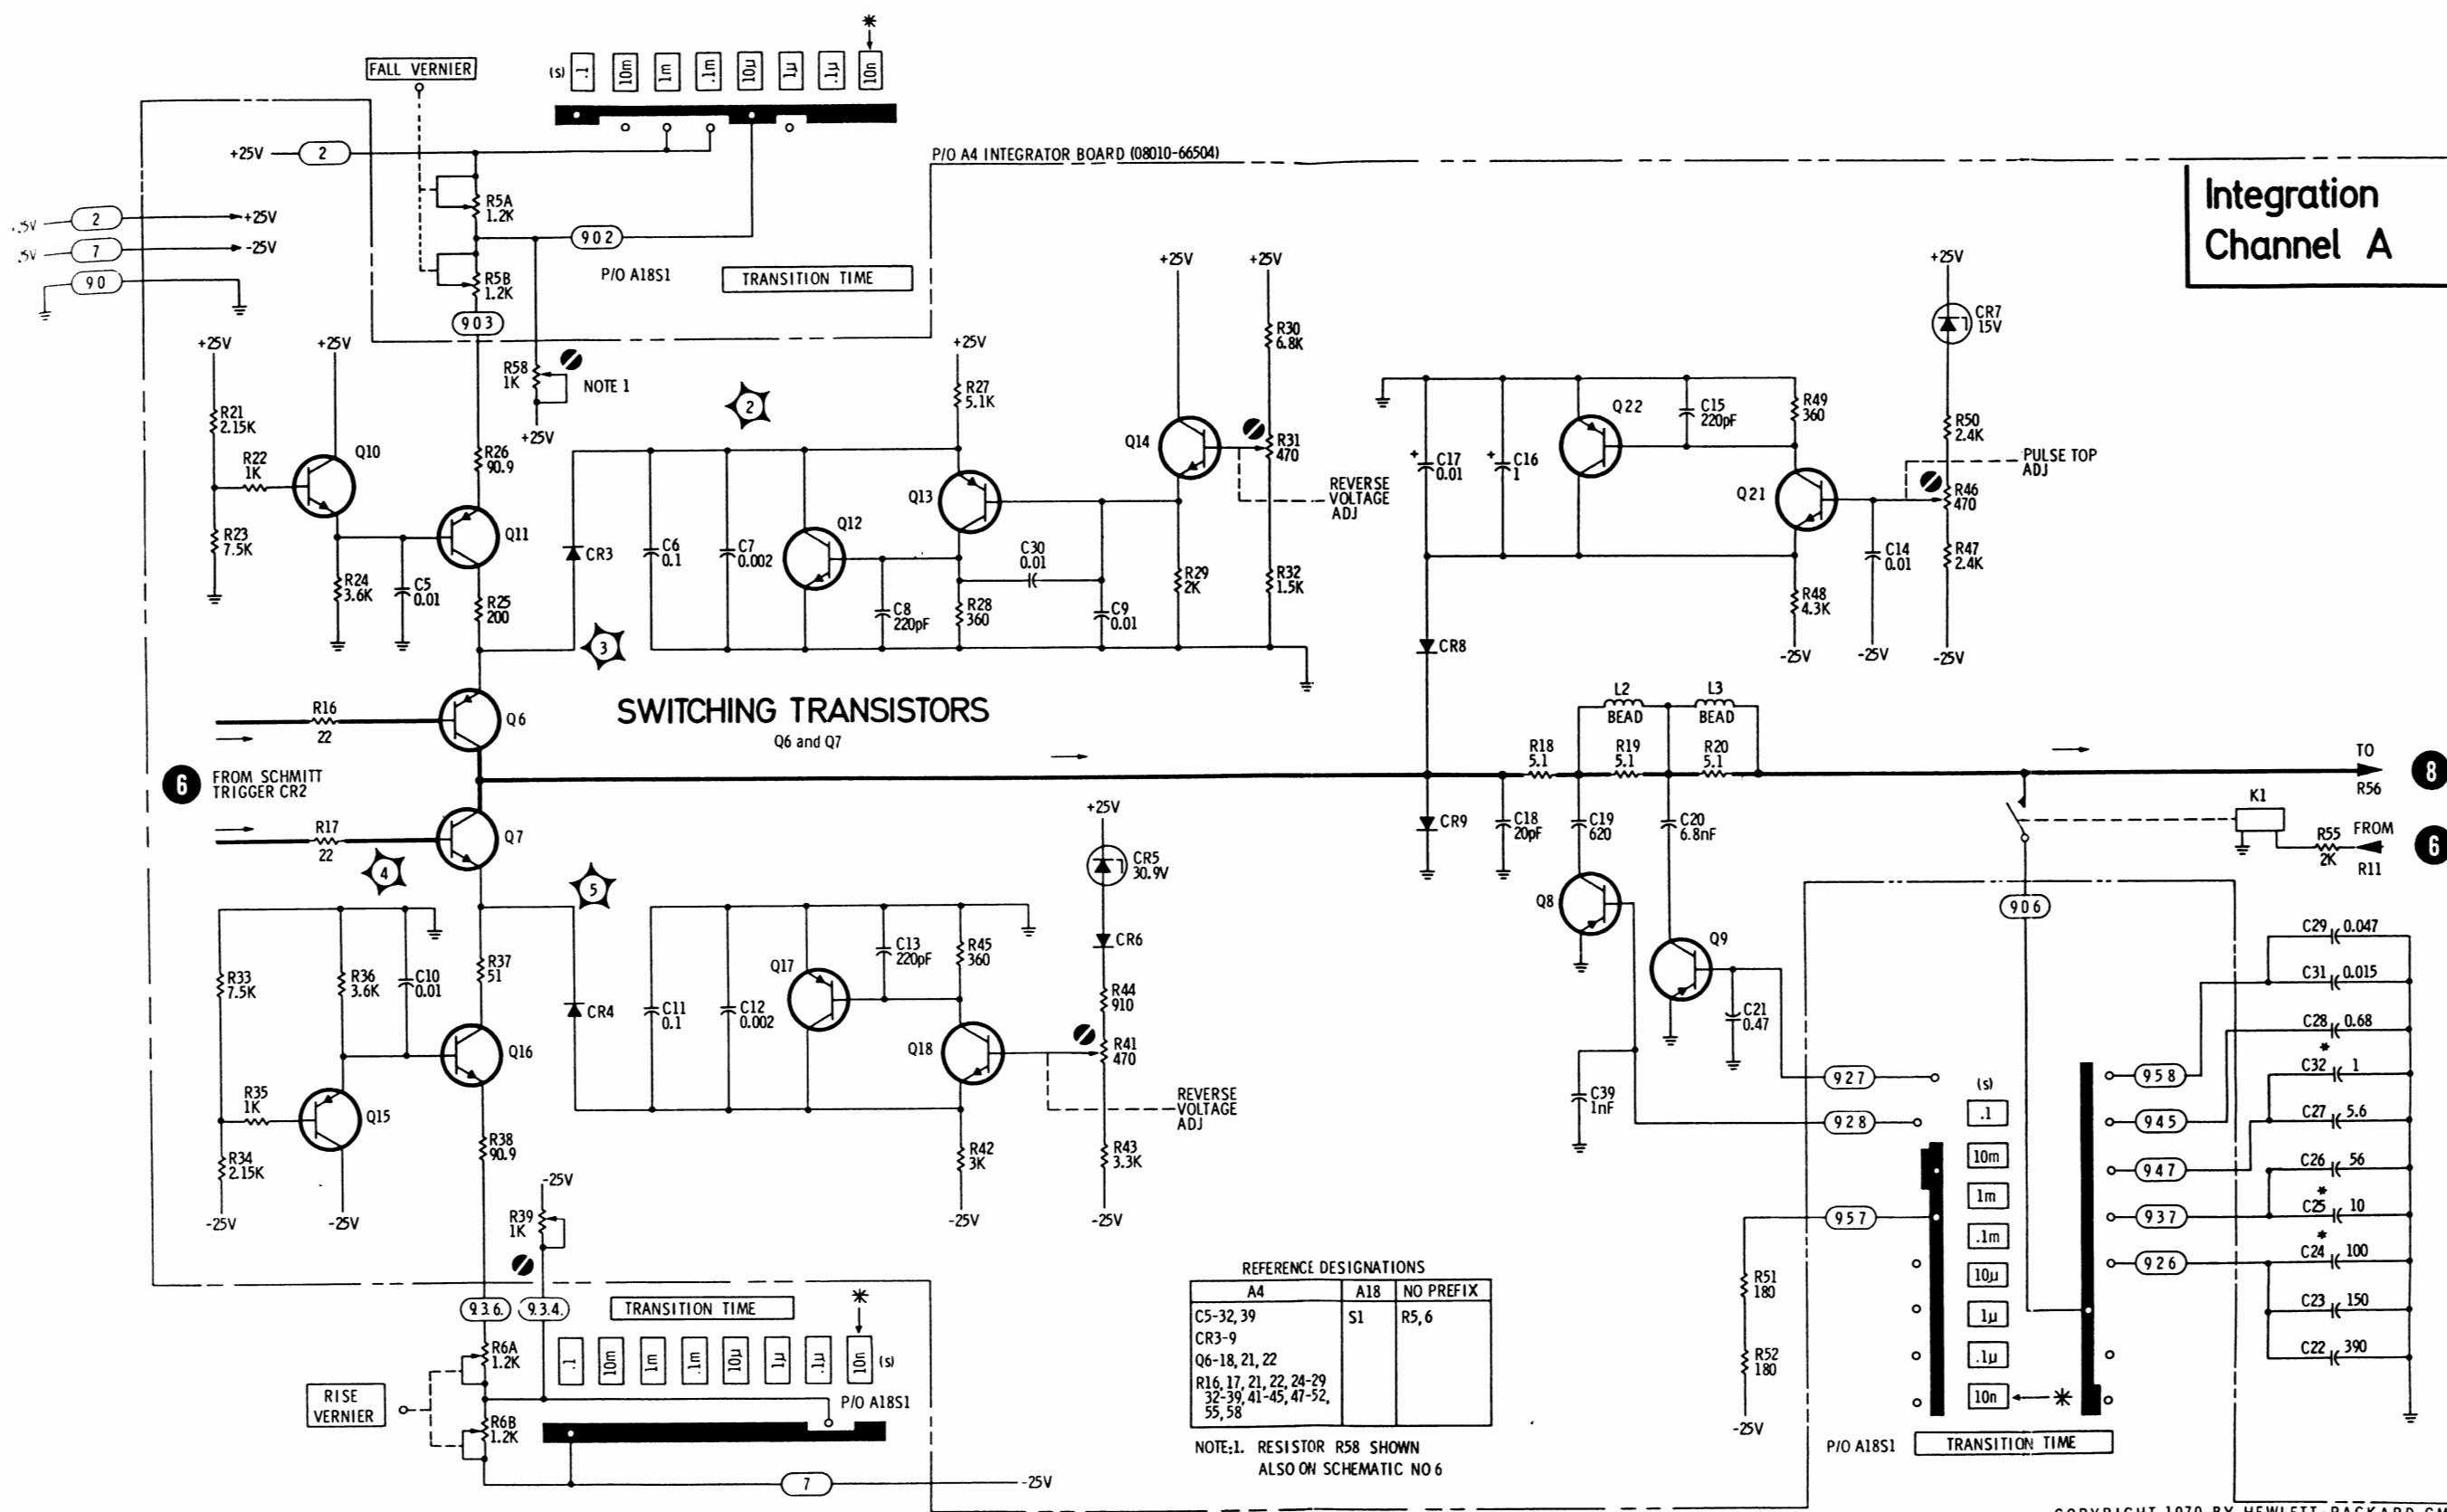 Integration
Channel A
P/O A4 INTEGRATOR BOARD (08010-66504)
FALL VERNIER
(s) .1 10m 1m .1m 10µ 1µ .1µ 10n *
+25V 2
2 +25V
7 -25V
90
R5A
1.2K
R5B
1.2K
902
903
P/O A18S1
TRANSITION TIME
R58
1K
NOTE 1
+25V
+25V
R21
2.15K
R22
1K
R23
7.5K
+25V
Q10
R24
3.6K
C5
0.01
R26
90.9
Q11
R25
200
2
3
CR3
C6
0.1
C7
0.002
Q12
C8
220pF
+25V
R27
5.1K
Q13
R28
360
C30
0.01
C9
0.01
+25V
Q14
R29
2K
+25V
R30
6.8K
R31
470
R32
1.5K
REVERSE
VOLTAGE
ADJ
C17
0.01
C16
1
Q22
C15
220pF
R49
360
Q21
R48
4.3K
-25V
C14
0.01
-25V
+25V
CR7
15V
R50
2.4K
R46
470
R47
2.4K
-25V
PULSE TOP
ADJ
CR8
CR9
SWITCHING TRANSISTORS
Q6 and Q7
R16
22
Q6
6
FROM SCHMITT
TRIGGER CR2
R17
22
Q7
4
5
L2
BEAD
L3
BEAD
R18
5.1
R19
5.1
R20
5.1
C18
20pF
C19
620
C20
6.8nF
Q8
Q9
C21
0.47
C39
1nF
TO
R56
8
K1
R55
2K
FROM
R11
6
R33
7.5K
R36
3.6K
C10
0.01
R35
1K
Q15
R34
2.15K
-25V
-25V
R37
51
Q16
R38
90.9
-25V
R39
1K
CR4
C11
0.1
C12
0.002
Q17
C13
220pF
R45
360
Q18
R42
3K
-25V
+25V
CR5
30.9V
CR6
R44
910
R41
470
R43
3.3K
-25V
REVERSE
VOLTAGE
ADJ
936
934
TRANSITION TIME
.1 10m 1m .1m 10µ 1µ .1µ 10n (s) *
P/O A18S1
R6A
1.2K
R6B
1.2K
RISE
VERNIER
7
-25V
REFERENCE DESIGNATIONS
A4 A18 NO PREFIX
C5-32, 39 S1 R5, 6
CR3-9
Q6-18, 21, 22
R16, 17, 21, 22, 24-29
32-39, 41-45, 47-52,
55, 58
NOTE:1. RESISTOR R58 SHOWN
ALSO ON SCHEMATIC NO 6
906
927
928
957
R51
180
R52
180
-25V
(s)
.1
10m
1m
.1m
10µ
1µ
.1µ
10n *
P/O A18S1
TRANSITION TIME
958
945
947
937
926
C29 0.047
C31 0.015
C28 0.68
*
C32 1
C27 5.6
C26 56
*
C25 10
*
C24 100
C23 150
C22 390